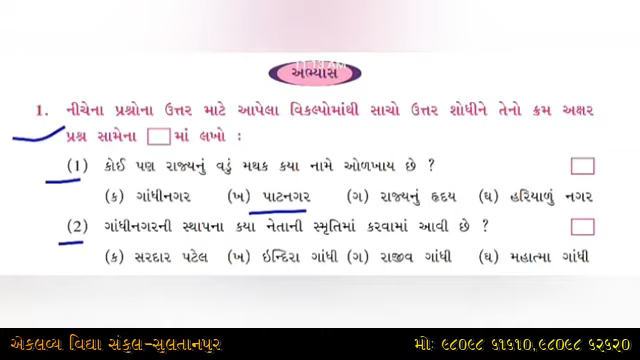 અભ્યાસ
1. નીચેના પ્રશ્નોના ઉત્તર માટે આપેલા વિકલ્પોમાંથી સાચો ઉત્તર શોધીને તેનો ક્રમ અક્ષર
પ્રશ્ન સામેના માં લખો :
(1) કોઈ પણ રાજ્યનું વડું મથક કયા નામે ઓળખાય છે ?
(ક) ગાંધીનગર (ખ) પાટનગર (ગ) રાજ્યનું હૃદય (ઘ) હરિયાળું નગર
(2) ગાંધીનગરની સ્થાપના કયા નેતાની સ્મૃતિમાં કરવામાં આવી છે ?
(ક) સરદાર પટેલ (ખ) ઇન્દિરા ગાંધી (ગ) રાજીવ ગાંધી (ઘ) મહાત્મા ગાંધી
એકલવ્ય વિદ્યા સંકુલ-સુલતાનપુર મો: ૯૮૦૯૮ ૬૧૬૧૦,૯૮૦૯૮ ૬૨૬૨૦